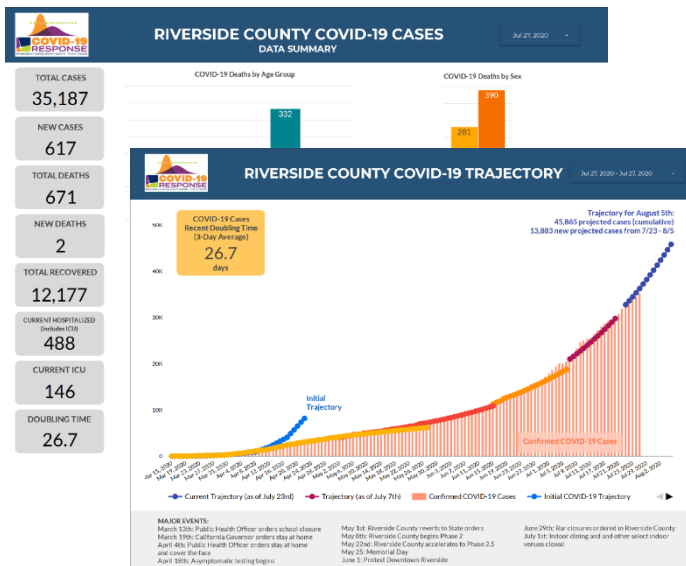 COVID-19
RESPONSE
RIVERSIDE COUNTY COVID-19 CASES
DATA SUMMARY
Jul 27, 2020
TOTAL CASES
35,187
NEW CASES
617
TOTAL DEATHS
671
NEW DEATHS
2
TOTAL RECOVERED
12,177
CURRENT HOSPITALIZED
(Includes ICU)
488
CURRENT ICU
146
DOUBLING TIME
26.7
COVID-19 Deaths by Age Group
332
COVID-19 Deaths by Sex
281
390
COVID-19
RESPONSE
RIVERSIDE COUNTY COVID-19 TRAJECTORY
Jul 27, 2020 - Jul 27, 2020
COVID-19 Cases
Recent Doubling Time
(3-Day Average)
26.7
days
Trajectory for August 5th:
45,865 projected cases (cumulative)
13,883 new projected cases from 7/23 - 8/5
50K
40K
30K
20K
10K
0
Initial
Trajectory
Confirmed COVID-19 Cases
Current Trajectory (as of July 23rd)
Trajectory (as of July 7th)
Confirmed COVID-19 Cases
Initial COVID-19 Trajectory
MAJOR EVENTS:
March 13th: Public Health Officer orders school closure
March 19th: California Governor orders stay at home
April 4th: Public Health Officer orders stay at home
and cover the face
April 18th: Asymptomatic testing begins
May 1st: Riverside County reverts to State orders
May 8th: Riverside County begins Phase 2
May 22nd: Riverside County accelerates to Phase 2.5
May 25: Memorial Day
June 1: Protest Downtown Riverside
June 29th: Bar closures ordered in Riverside County
July 1st: Indoor dining and and other select indoor
venues closed